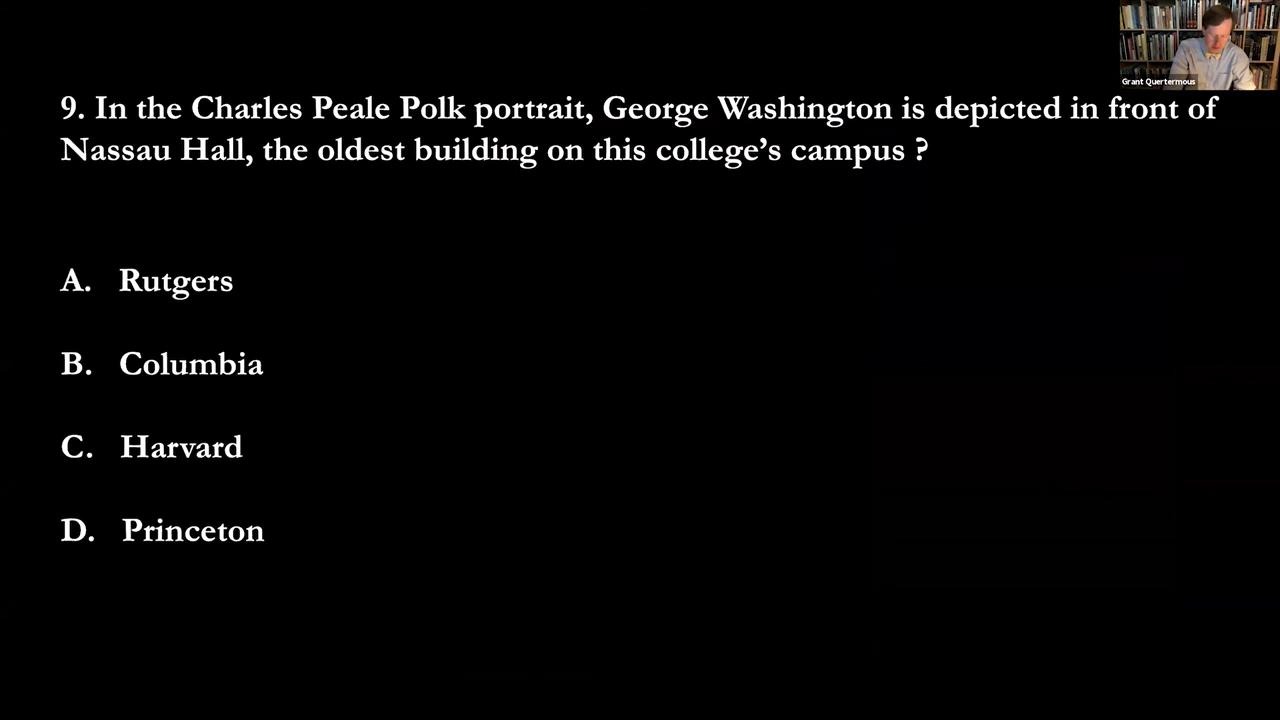 Grant Quertermous
9. In the Charles Peale Polk portrait, George Washington is depicted in front of
Nassau Hall, the oldest building on this college’s campus ?
A. Rutgers
B. Columbia
C. Harvard
D. Princeton